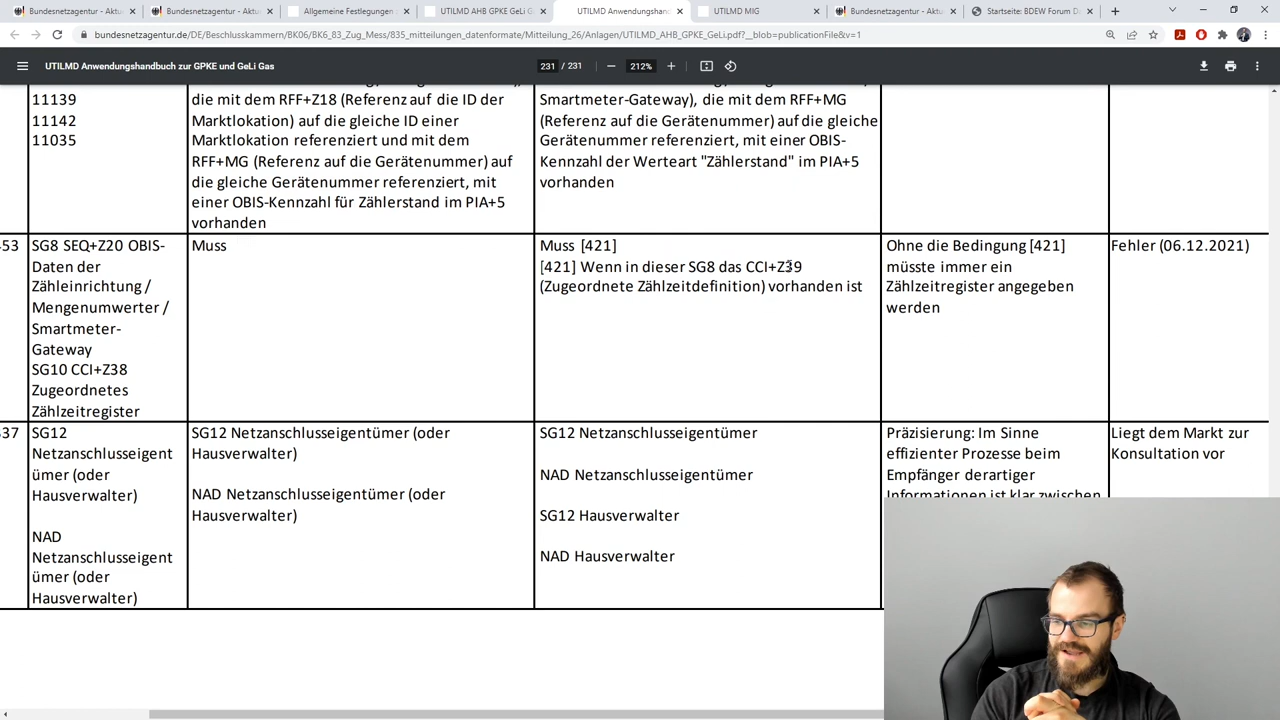 Bundesnetzagentur - Aktu
Bundesnetzagentur - Aktu
Allgemeine Festlegungen
UTILMD AHB GPKE GeLi G
UTILMD Anwendungshan
UTILMD MIG
Bundesnetzagentur - Aktu
Startseite: BDEW Forum D
bundesnetzagentur.de/DE/Beschlusskammern/BK06/BK6_83_Zug_Mess/835_mitteilungen_datenformate/Mitteilung_26/Anlagen/UTILMD_AHB_GPKE_GeLi.pdf?__blob=publicationFile&v=1
UTILMD Anwendungshandbuch zur GPKE und GeLi Gas
231 / 231
212%
11139
11142
11035
die mit dem RFF+Z18 (Referenz auf die ID der
Marktlokation) auf die gleiche ID einer
Marktlokation referenziert und mit dem
RFF+MG (Referenz auf die Gerätenummer) auf
die gleiche Gerätenummer referenziert, mit
einer OBIS-Kennzahl für Zählerstand im PIA+5
vorhanden
Smartmeter-Gateway), die mit dem RFF+MG
(Referenz auf die Gerätenummer) auf die gleiche
Gerätenummer referenziert, mit einer OBIS-
Kennzahl der Werteart "Zählerstand" im PIA+5
vorhanden
53
SG8 SEQ+Z20 OBIS-
Daten der
Zähleinrichtung /
Mengenumwerter /
Smartmeter-
Gateway
SG10 CCI+Z38
Zugeordnetes
Zählzeitregister
Muss
Muss [421]
[421] Wenn in dieser SG8 das CCI+Z39
(Zugeordnete Zählzeitdefinition) vorhanden ist
Ohne die Bedingung [421]
müsste immer ein
Zählzeitregister angegeben
werden
Fehler (06.12.2021)
37
SG12
Netzanschlusseigent
ümer (oder
Hausverwalter)
NAD
Netzanschlusseigent
ümer (oder
Hausverwalter)
SG12 Netzanschlusseigentümer (oder
Hausverwalter)
NAD Netzanschlusseigentümer (oder
Hausverwalter)
SG12 Netzanschlusseigentümer
NAD Netzanschlusseigentümer
SG12 Hausverwalter
NAD Hausverwalter
Präzisierung: Im Sinne
effizienter Prozesse beim
Empfänger derartiger
Informationen ist klar zwischen
Liegt dem Markt zur
Konsultation vor